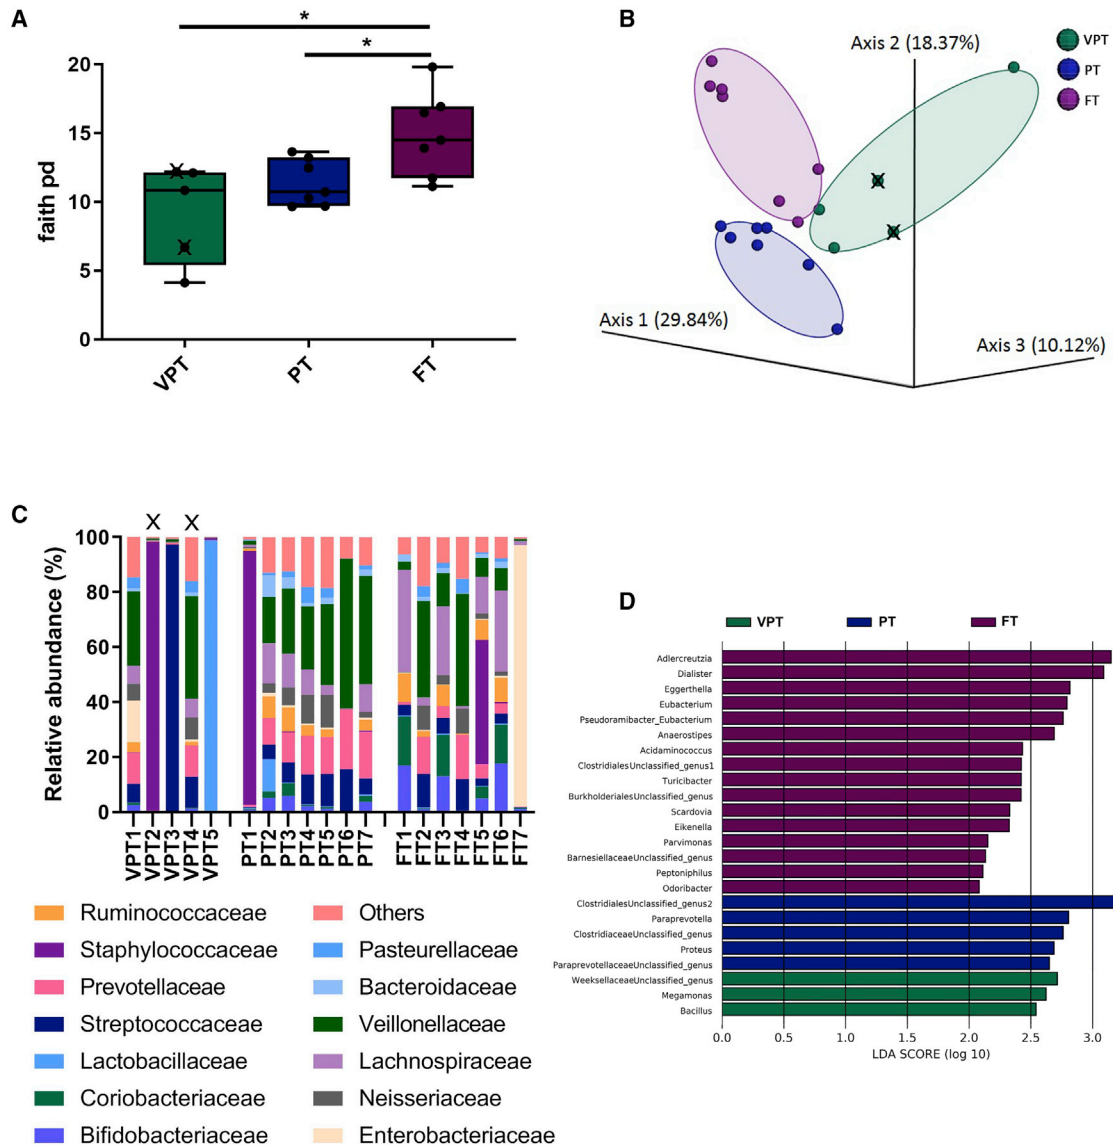 A
*
*
faith pd
20
15
10
5
0
VPT
PT
FT
B
Axis 2 (18.37%)
VPT
PT
FT
Axis 1 (29.84%)
Axis 3 (10.12%)
C
X X
Relative abundance (%)
100
80
60
40
20
0
VPT1
VPT2
VPT3
VPT4
VPT5
PT1
PT2
PT3
PT4
PT5
PT6
PT7
FT1
FT2
FT3
FT4
FT5
FT6
FT7
Ruminococcaceae
Staphylococcaceae
Prevotellaceae
Streptococcaceae
Lactobacillaceae
Coriobacteriaceae
Bifidobacteriaceae
Others
Pasteurellaceae
Bacteroidaceae
Veillonellaceae
Lachnospiraceae
Neisseriaceae
Enterobacteriaceae
D
VPT PT FT
Adlercreutzia
Dialister
Eggerthella
Eubacterium
Pseudoramibacter_Eubacterium
Anaerostipes
Acidaminococcus
ClostridialesUnclassified_genus1
Turicibacter
BurkholderialesUnclassified_genus
Scardovia
Eikenella
Parvimonas
BarnesiellaceaeUnclassified_genus
Peptoniphilus
Odoribacter
ClostridialesUnclassified_genus2
Paraprevotella
ClostridiaceaeUnclassified_genus
Proteus
ParaprevotellaceaeUnclassified_genus
WeeksellaceaeUnclassified_genus
Megamonas
Bacillus
0.0 0.5 1.0 1.5 2.0 2.5 3.0
LDA SCORE (log 10)